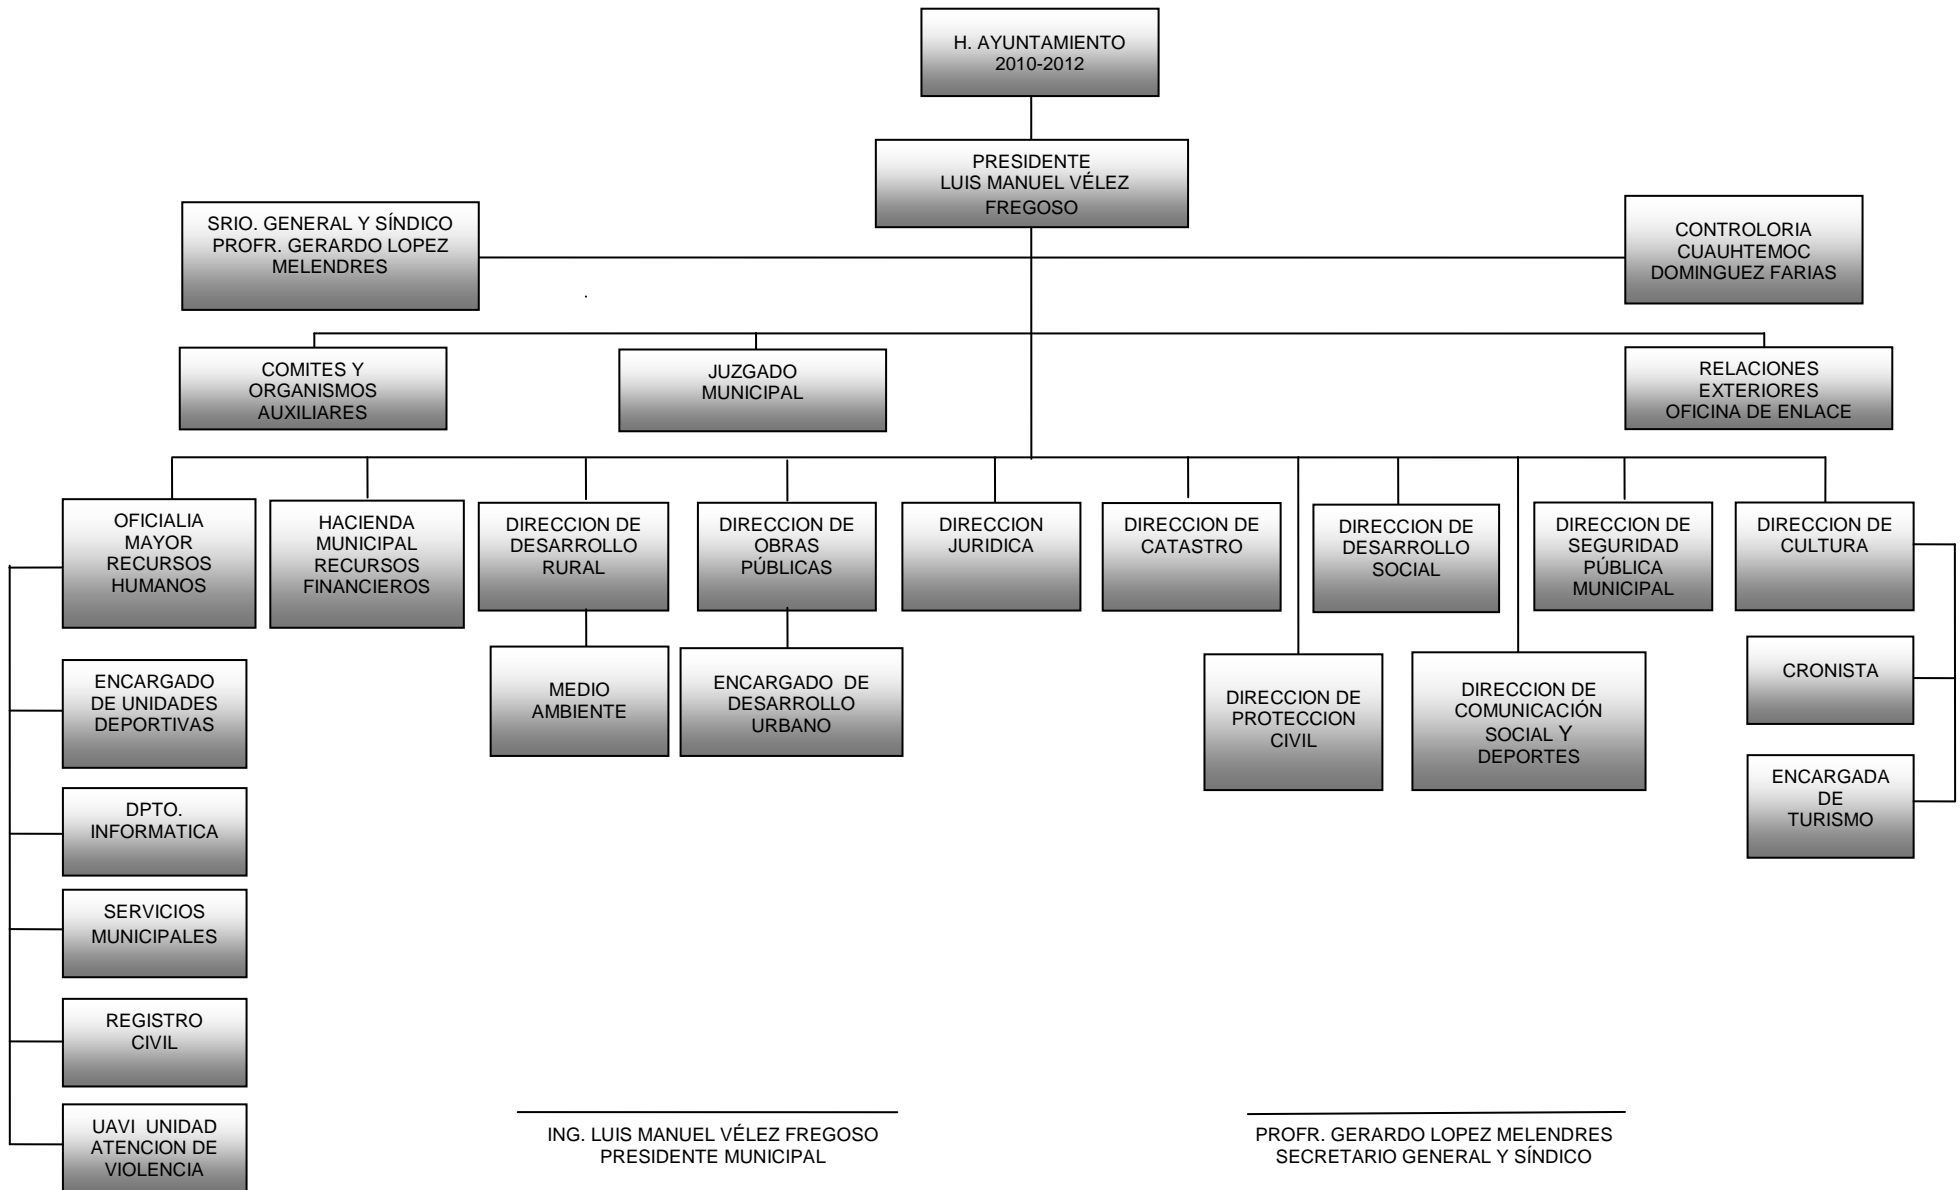 H. AYUNTAMIENTO
2010-2012
PRESIDENTE
LUIS MANUEL VÉLEZ
FREGOSO
SRIO. GENERAL Y SÍNDICO
PROFR. GERARDO LOPEZ
MELENDRES
CONTROLORIA
CUAUHTEMOC
DOMINGUEZ FARIAS
COMITES Y
ORGANISMOS
AUXILIARES
JUZGADO
MUNICIPAL
RELACIONES
EXTERIORES
OFICINA DE ENLACE
OFICIALIA
MAYOR
RECURSOS
HUMANOS
HACIENDA
MUNICIPAL
RECURSOS
FINANCIEROS
DIRECCION DE
DESARROLLO
RURAL
DIRECCION DE
OBRAS
PÚBLICAS
DIRECCION
JURIDICA
DIRECCION DE
CATASTRO
DIRECCION DE
DESARROLLO
SOCIAL
DIRECCION DE
SEGURIDAD
PÚBLICA
MUNICIPAL
DIRECCION DE
CULTURA
ENCARGADO
DE UNIDADES
DEPORTIVAS
MEDIO
AMBIENTE
ENCARGADO DE
DESARROLLO
URBANO
DIRECCION DE
PROTECCION
CIVIL
DIRECCION DE
COMUNICACIÓN
SOCIAL Y
DEPORTES
CRONISTA
ENCARGADA
DE
TURISMO
DPTO.
INFORMATICA
SERVICIOS
MUNICIPALES
REGISTRO
CIVIL
UAVI UNIDAD
ATENCION DE
VIOLENCIA
ING. LUIS MANUEL VÉLEZ FREGOSO
PRESIDENTE MUNICIPAL
PROFR. GERARDO LOPEZ MELENDRES
SECRETARIO GENERAL Y SÍNDICO